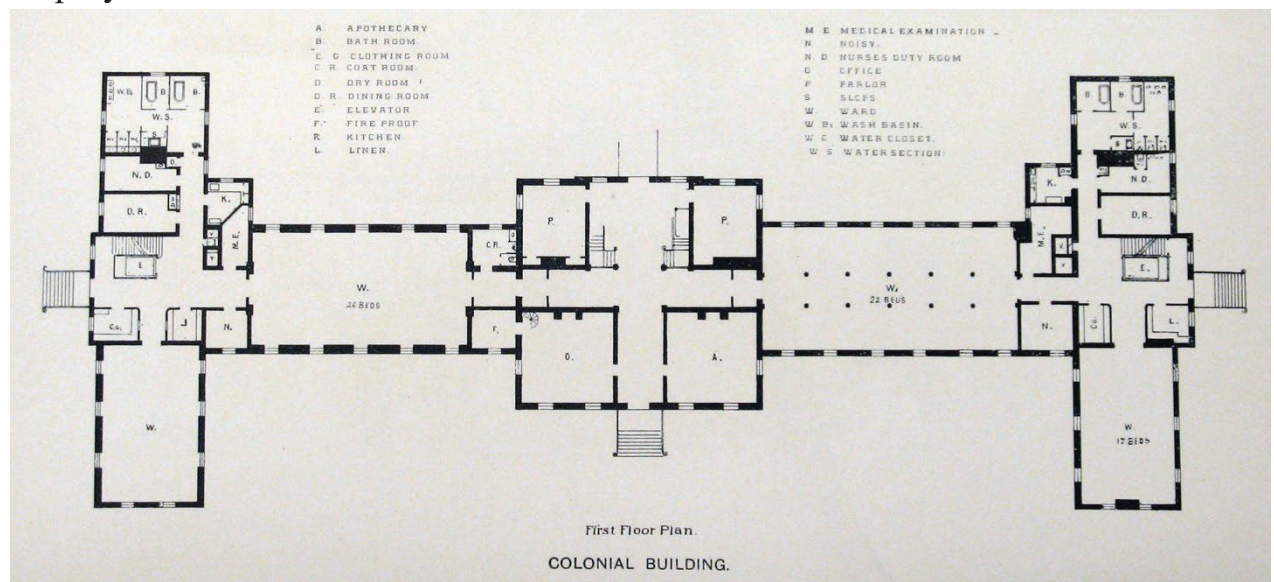 A. APOTHECARY
B. BATH ROOM.
C G CLOTHING ROOM
C R. COAT ROOM.
D. DRY ROOM
D. R. DINING ROOM
E. ELEVATOR
F. FIRE PROOF
K. KITCHEN
L. LINEN.
M E MEDICAL EXAMINATION
N NOISY.
N. D NURSES DUTY ROOM
O OFFICE
P PARLOR
S SLOPS
W. WARD
W B. WASH BASIN.
W C WATER CLOSET.
W. S WATER SECTION.
W.B. B. B.
W.S.
S
N.D. D.
D.R.
K.
M.E.
N.
W.
W.
26 BEDS
C R.
F.
P.
P.
O.
A.
W.
22 BEDS
K.
M.E.
N.
B. B.
W.S.
N D.
D.R.
E.
L.
W.
12 BEDS
First Floor Plan.
COLONIAL BUILDING.